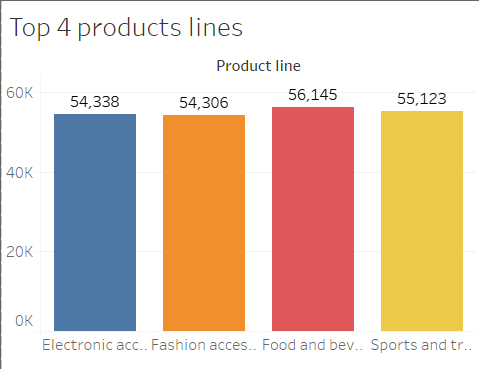 Top 4 products lines
Product line
60K
40K
20K
0K
54,338
54,306
56,145
55,123
Electronic acc.. Fashion acces.. Food and bev.. Sports and tr..